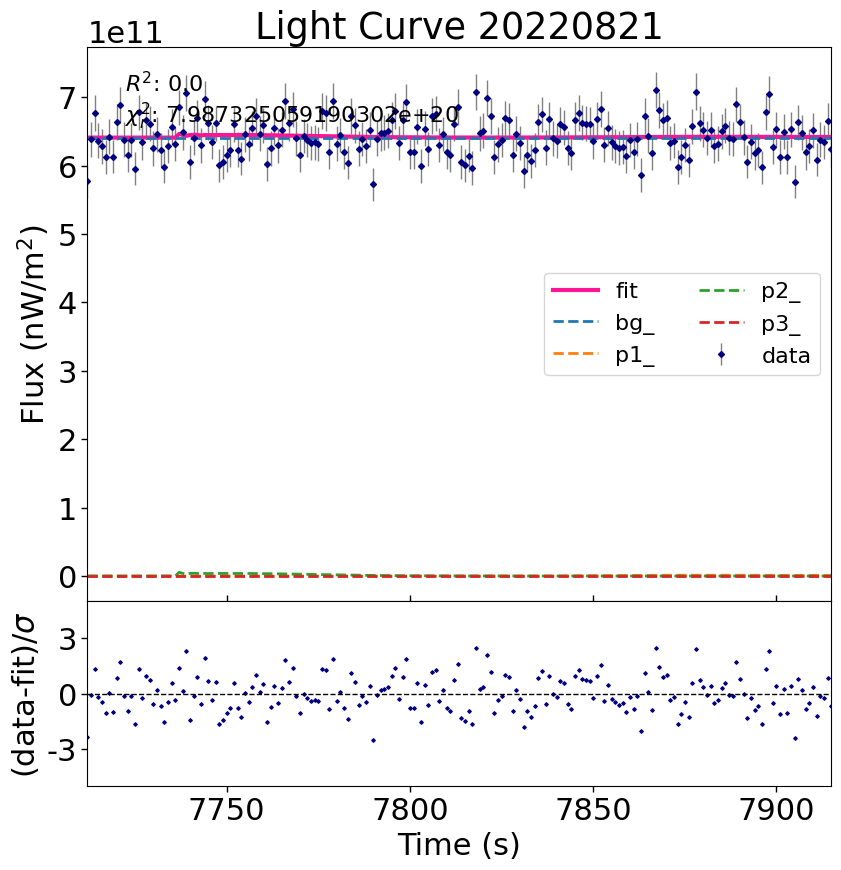 Light Curve 20220821
1e11
R²: 0.0
χ²ᵣ: 7.987325059190302e+20
7
6
5
4
3
2
1
0
Flux (nW/m²)
fit
bg_
p1_
p2_
p3_
data
3
0
-3
(data-fit)/σ
7750 7800 7850 7900
Time (s)